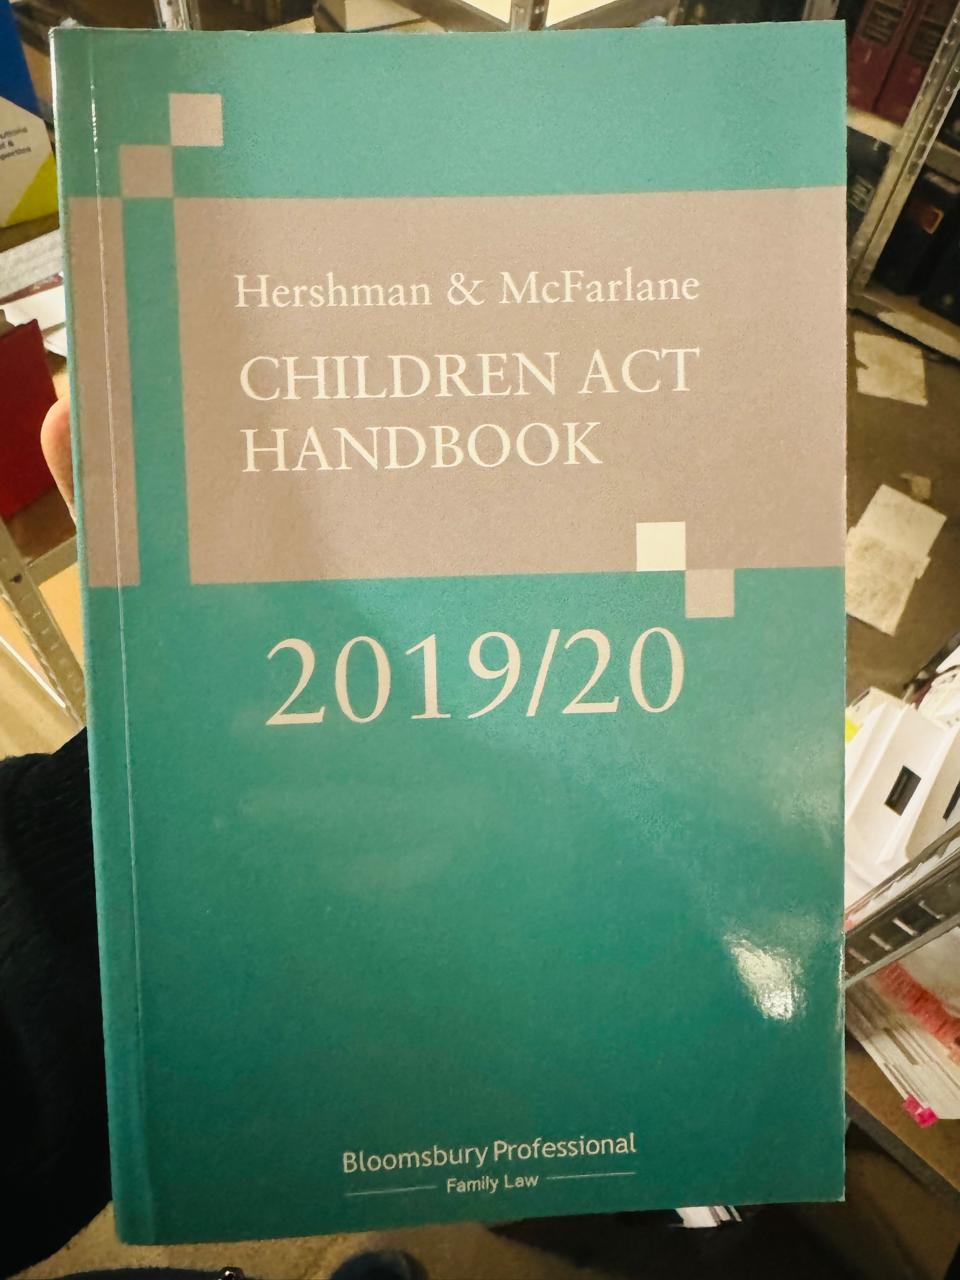 Hershman & McFarlane
CHILDREN ACT
HANDBOOK
2019/20
Bloomsbury Professional
Family Law